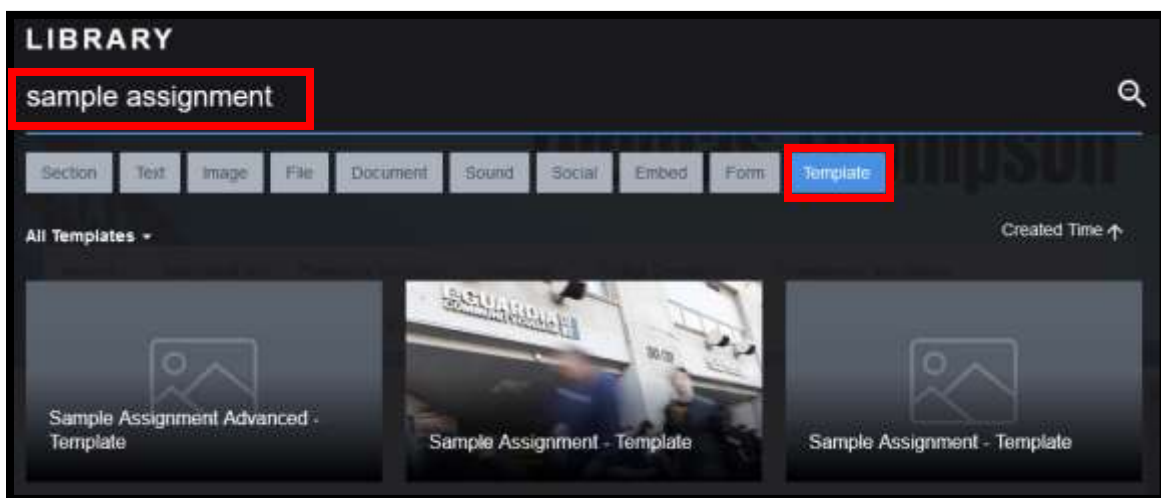 LIBRARY
sample assignment
Section Text Image File Document Sound Social Embed Form Template
All Templates
Created Time
Sample Assignment Advanced -
Template
Sample Assignment - Template
Sample Assignment - Template